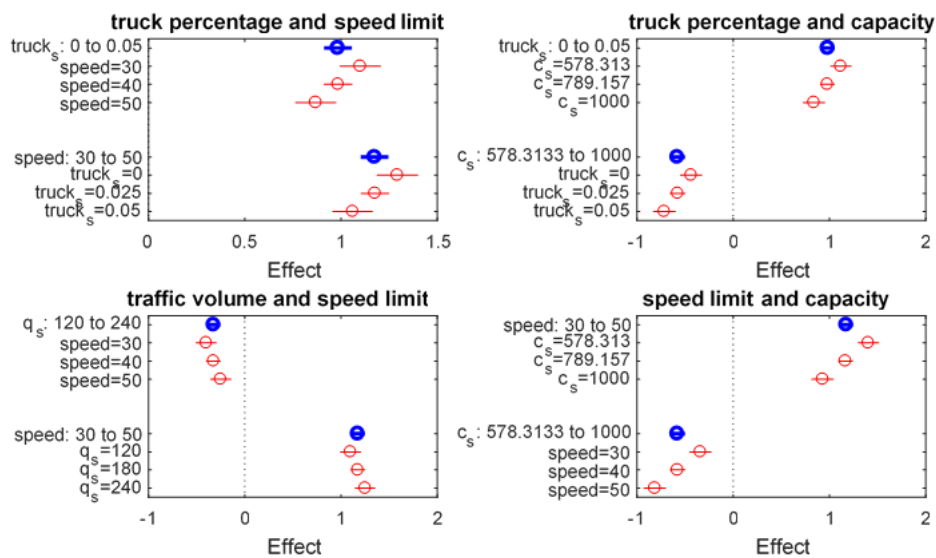 truck percentage and speed limit
truck_s: 0 to 0.05
speed=30
speed=40
speed=50
speed: 30 to 50
truck_s=0
truck_s=0.025
truck_s=0.05
0 0.5 1 1.5
Effect
truck percentage and capacity
truck_s: 0 to 0.05
c_s=578.313
c_s=789.157
c_s=1000
c_s: 578.3133 to 1000
truck_s=0
truck_s=0.025
truck_s=0.05
-1 0 1 2
Effect
traffic volume and speed limit
q_s: 120 to 240
speed=30
speed=40
speed=50
speed: 30 to 50
q_s=120
q_s=180
q_s=240
-1 0 1 2
Effect
speed limit and capacity
speed: 30 to 50
c_s=578.313
c_s=789.157
c_s=1000
c_s: 578.3133 to 1000
speed=30
speed=40
speed=50
-1 0 1 2
Effect